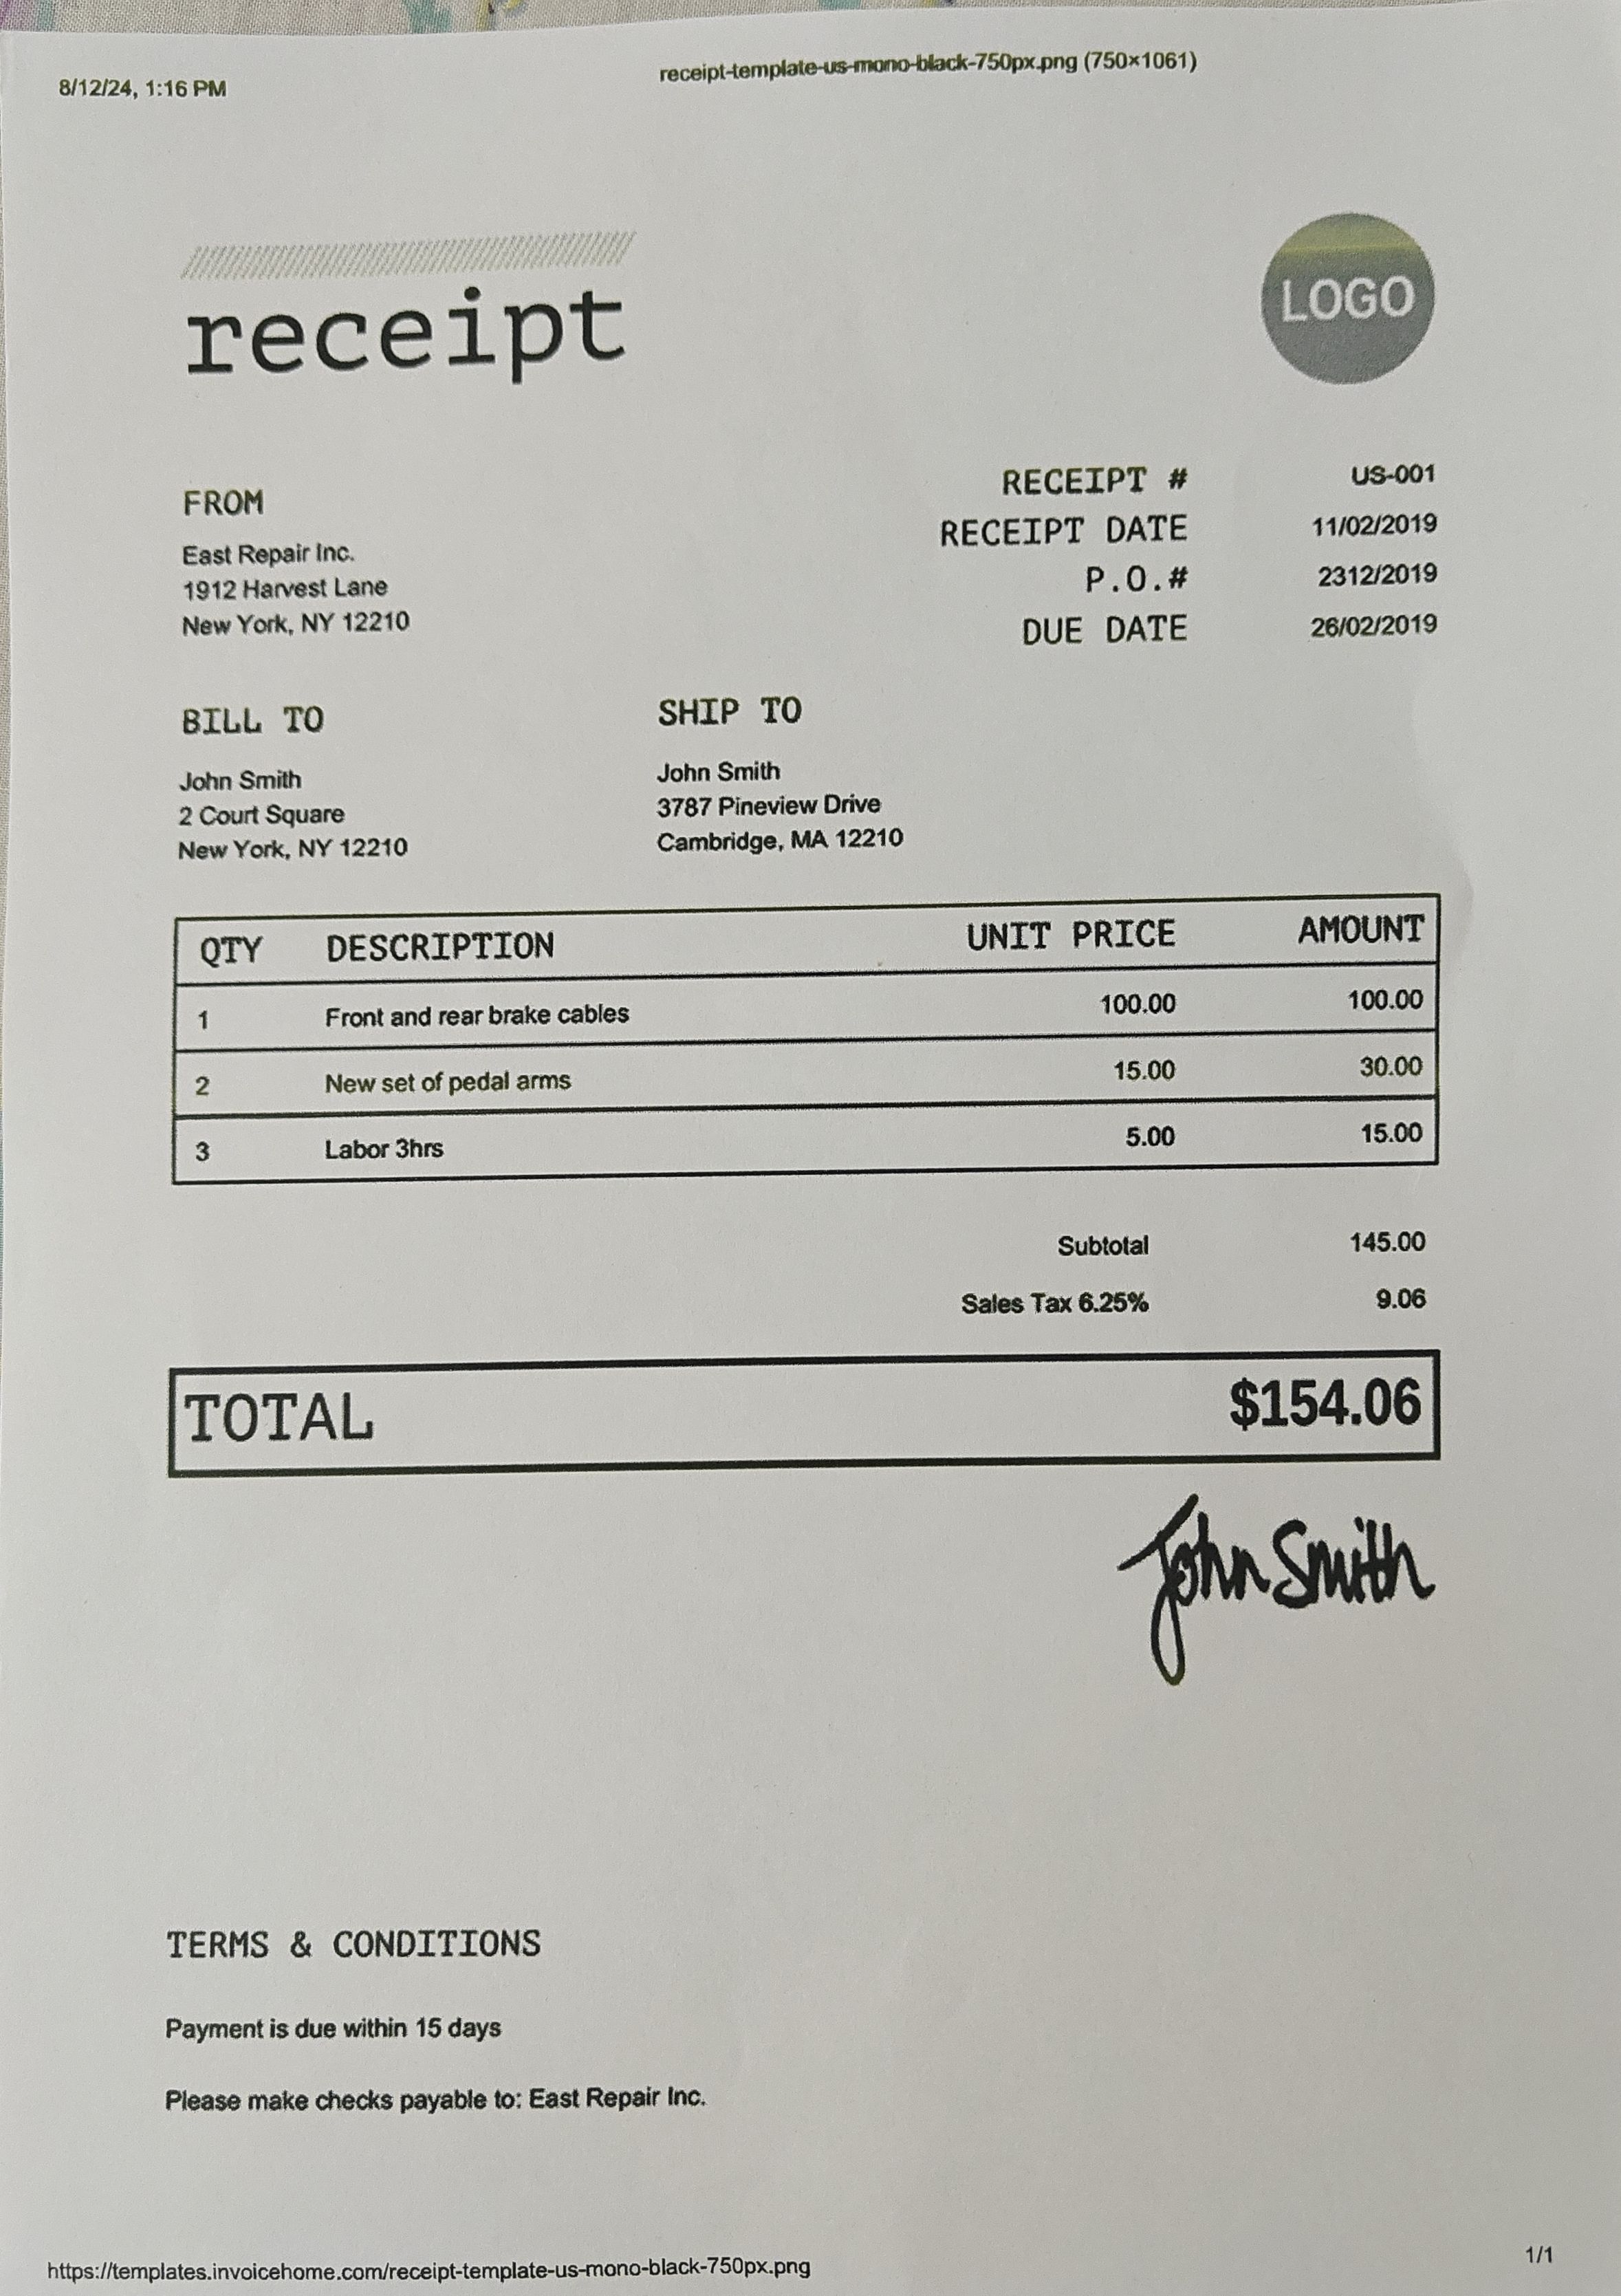 8/12/24, 1:16 PM
receipt-template-us-mono-black-750px.png (750×1061)
receipt
LOGO
FROM
East Repair Inc.
1912 Harvest Lane
New York, NY 12210
RECEIPT # US-001
RECEIPT DATE 11/02/2019
P.O.# 2312/2019
DUE DATE 26/02/2019
BILL TO
John Smith
2 Court Square
New York, NY 12210
SHIP TO
John Smith
3787 Pineview Drive
Cambridge, MA 12210
QTY DESCRIPTION UNIT PRICE AMOUNT
1 Front and rear brake cables 100.00 100.00
2 New set of pedal arms 15.00 30.00
3 Labor 3hrs 5.00 15.00
Subtotal 145.00
Sales Tax 6.25% 9.06
TOTAL $154.06
John Smith
TERMS & CONDITIONS
Payment is due within 15 days
Please make checks payable to: East Repair Inc.
https://templates.invoicehome.com/receipt-template-us-mono-black-750px.png
1/1